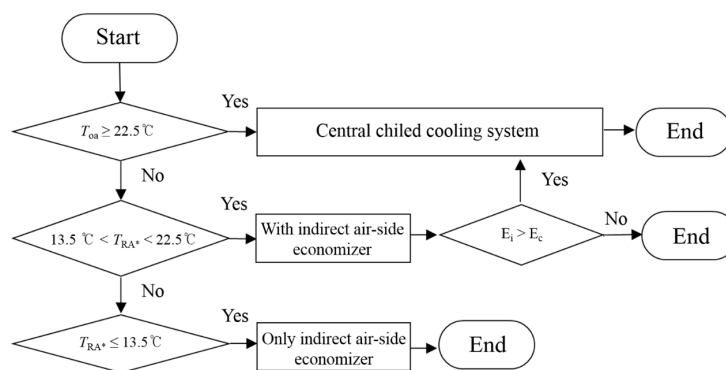 Start
Yes
T_oa ≥ 22.5℃
Central chiled cooling system
End
No
Yes
Yes
13.5 ℃ < T_RA* < 22.5℃
With indirect air-side
economizer
E_i > E_c
No
End
No
Yes
T_RA* ≤ 13.5℃
Only indirect air-side
economizer
End